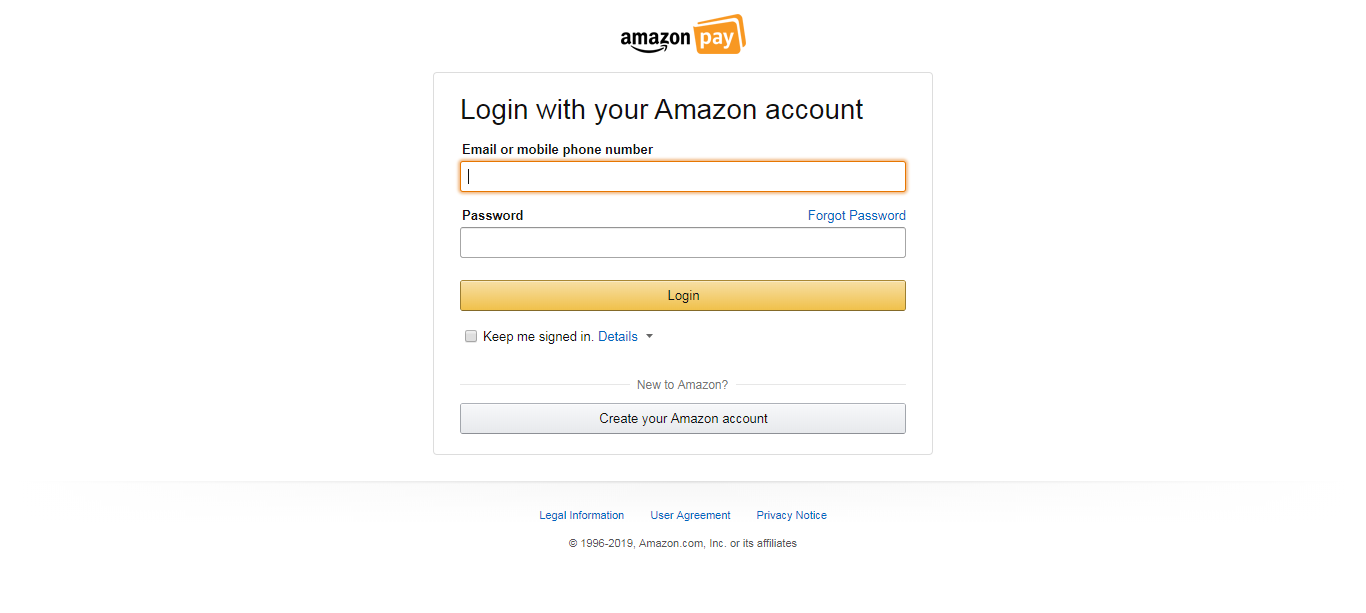 amazon pay
Login with your Amazon account
Email or mobile phone number
Password Forgot Password
Login
Keep me signed in. Details
New to Amazon?
Create your Amazon account
Legal Information User Agreement Privacy Notice
© 1996-2019, Amazon.com, Inc. or its affiliates